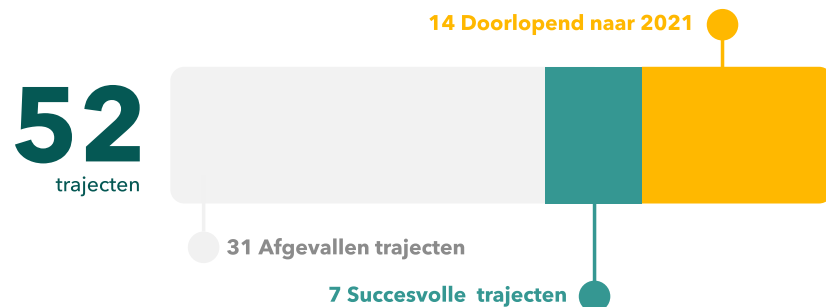 14 Doorlopend naar 2021
52
trajecten
31 Afgevallen trajecten
7 Succesvolle trajecten